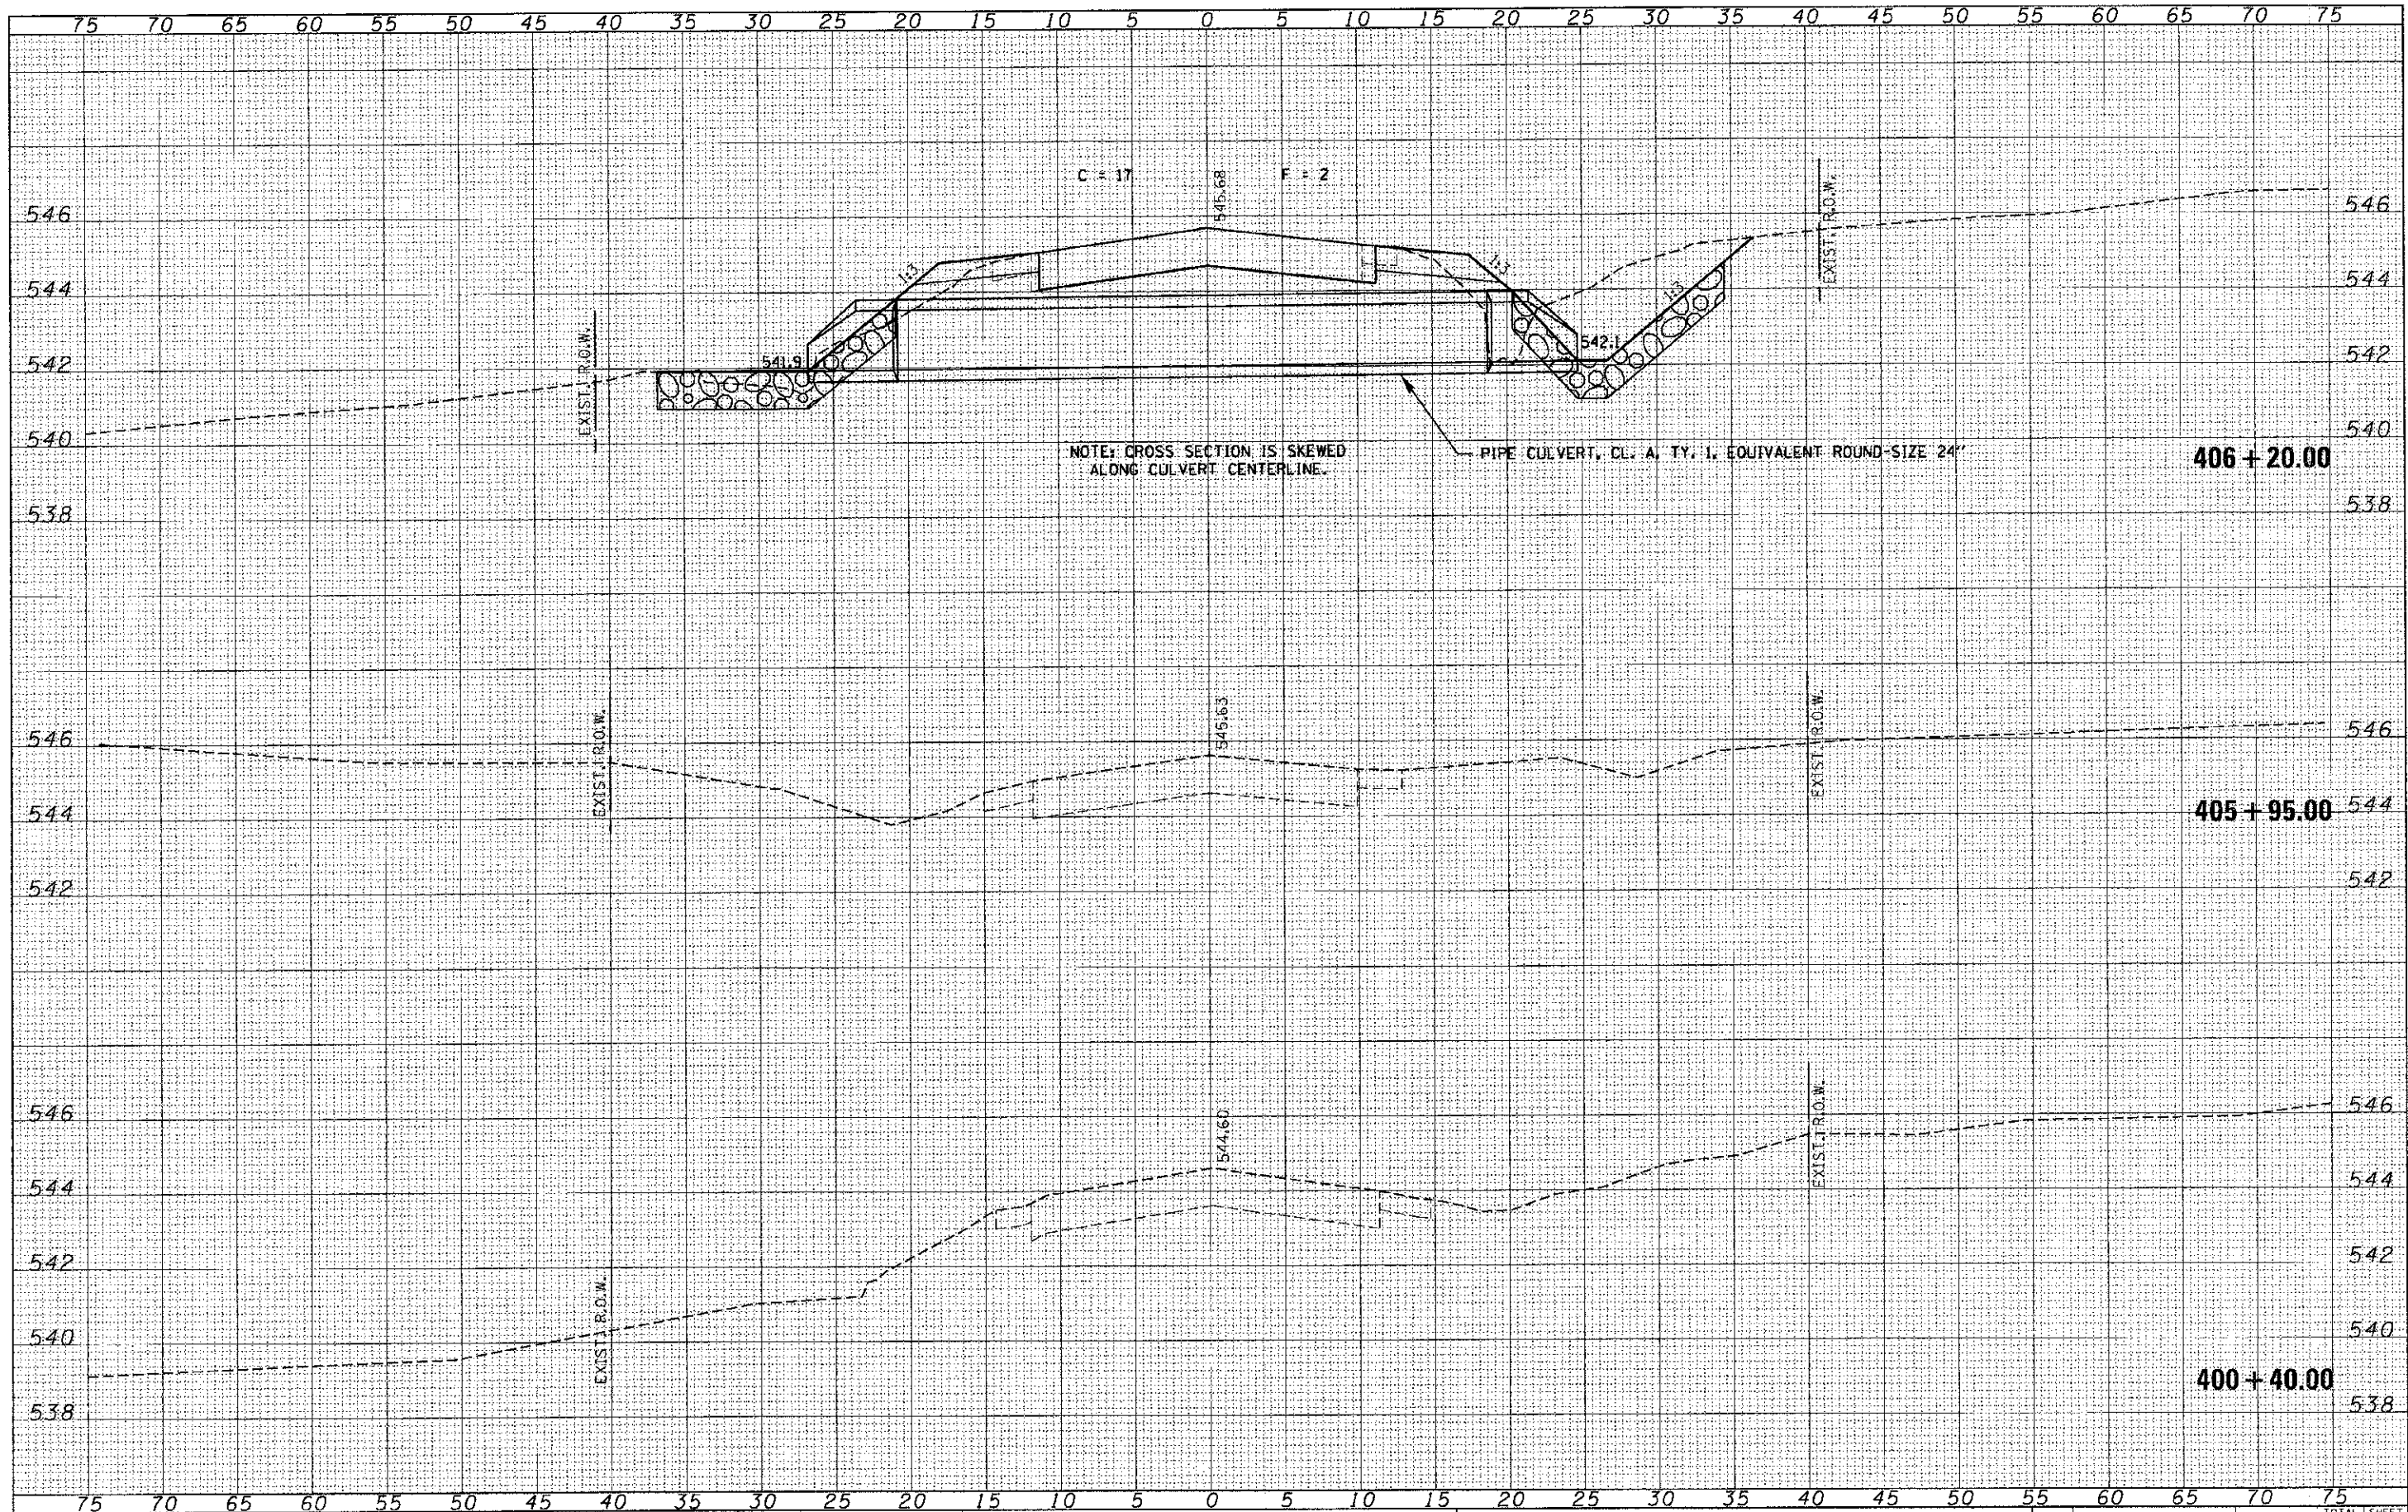 75 70 65 60 55 50 45 40 35 30 25 20 15 10 5 0 5 10 15 20 25 30 35 40 45 50 55 60 65 70 75
C = 17 545.68 F = 2
EXIST. R.O.W.
546 546
1:3 1:3
544 1:3 544
EXIST. R.O.W.
542 541.9 542.1 542
540 540
NOTE: CROSS SECTION IS SKEWED
ALONG CULVERT CENTERLINE.
PIPE CULVERT, CL. A, TY. 1, EQUIVALENT ROUND-SIZE 24"
406 + 20.00
538 538
545.63
EXIST. R.O.W. EXIST. R.O.W.
546 546
544 544
405 + 95.00
542 542
544.60
EXIST. R.O.W.
546 546
544 544
542 542
EXIST. R.O.W.
540 540
400 + 40.00
538 538
75 70 65 60 55 50 45 40 35 30 25 20 15 10 5 0 5 10 15 20 25 30 35 40 45 50 55 60 65 70 75
TOTAL SHEET